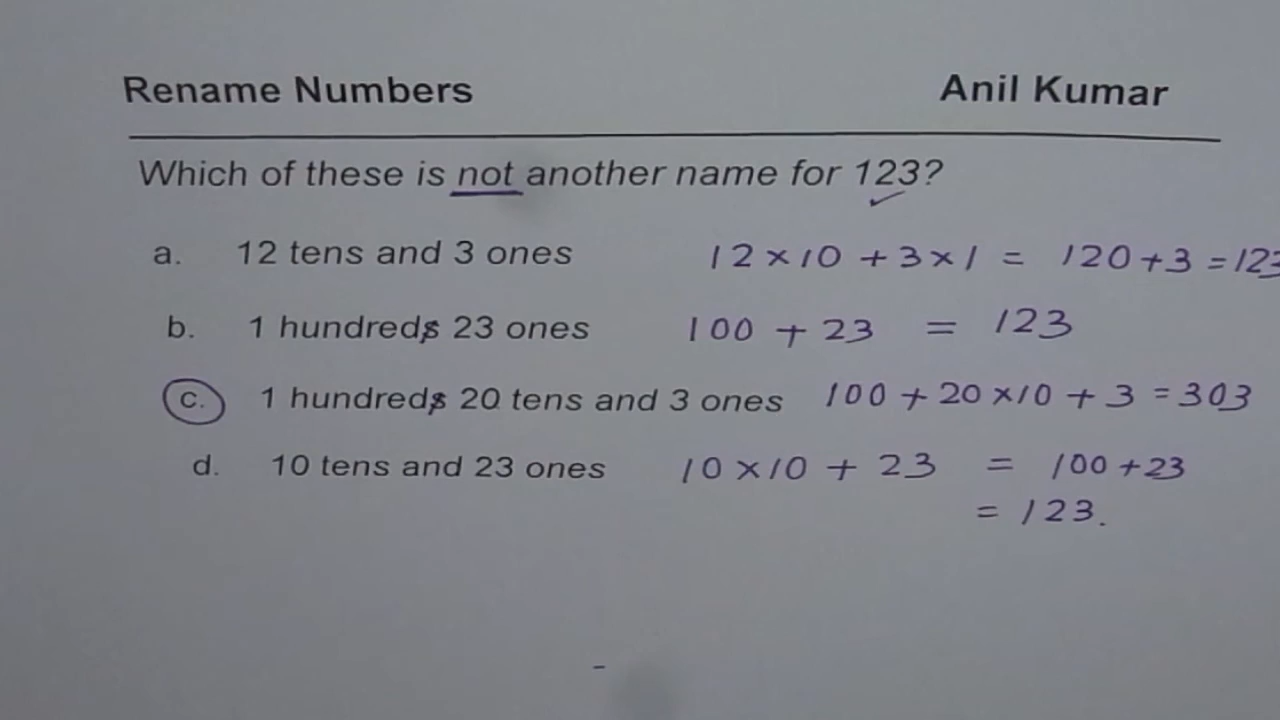 Rename Numbers Anil Kumar
Which of these is not another name for 123?
a. 12 tens and 3 ones 12 × 10 + 3 × 1 = 120 + 3 = 123
b. 1 hundreds 23 ones 100 + 23 = 123
c. 1 hundreds 20 tens and 3 ones 100 + 20 × 10 + 3 = 303
d. 10 tens and 23 ones 10 × 10 + 23 = 100 + 23
= 123.